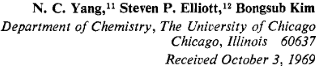 N. C. Yang,¹¹ Steven P. Elliott,¹² Bongsub Kim
Department of Chemistry, The University of Chicago
Chicago, Illinois 60637
Received October 3, 1969